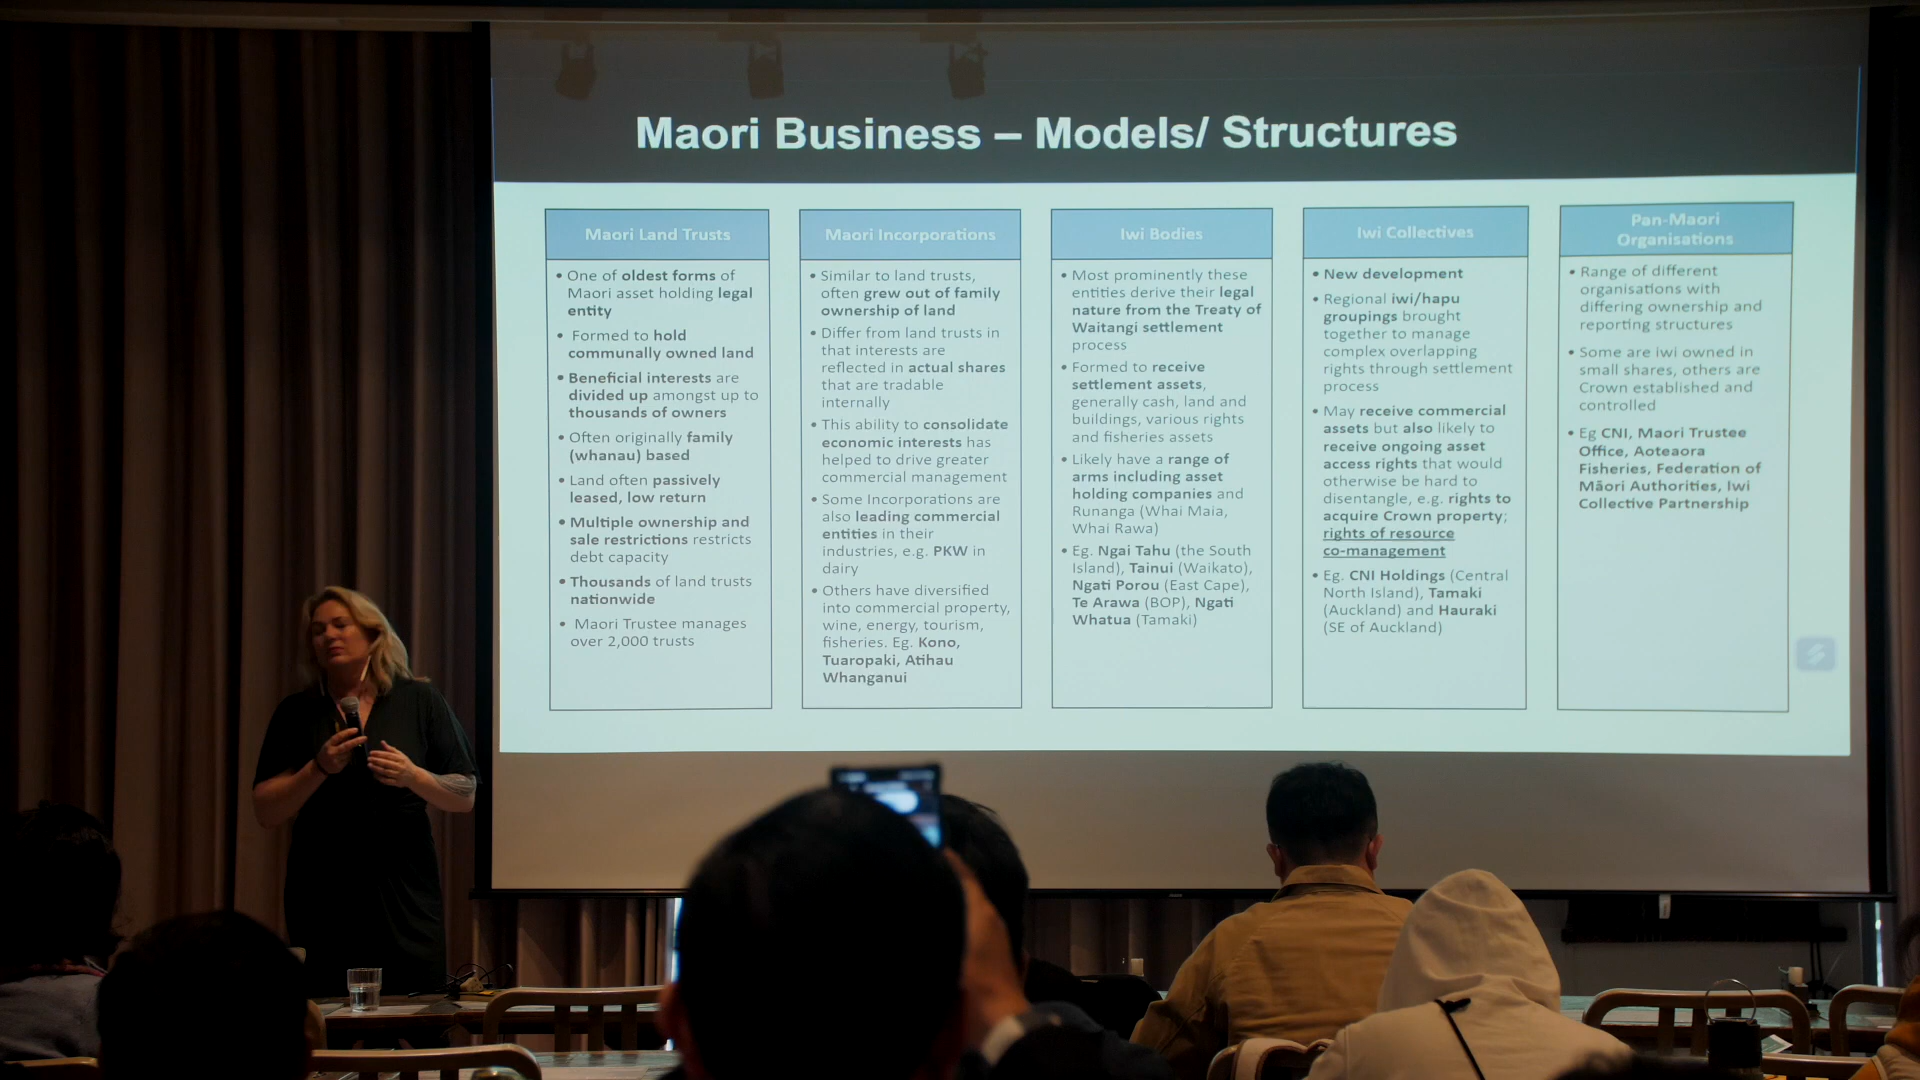 Maori Business – Models/ Structures
Maori Land Trusts
• One of oldest forms of
Maori asset holding legal
entity
• Formed to hold
communally owned land
• Beneficial interests are
divided up amongst up to
thousands of owners
• Often originally family
(whanau) based
• Land often passively
leased, low return
• Multiple ownership and
sale restrictions restricts
debt capacity
• Thousands of land trusts
nationwide
• Maori Trustee manages
over 2,000 trusts
Maori Incorporations
• Similar to land trusts,
often grew out of family
ownership of land
• Differ from land trusts in
that interests are
reflected in actual shares
that are tradable
internally
• This ability to consolidate
economic interests has
helped to drive greater
commercial management
• Some Incorporations are
also leading commercial
entities in their
industries, e.g. PKW in
dairy
• Others have diversified
into commercial property,
wine, energy, tourism,
fisheries. Eg. Kono,
Tuaropaki, Atihau
Whanganui
Iwi Bodies
• Most prominently these
entities derive their legal
nature from the Treaty of
Waitangi settlement
process
• Formed to receive
settlement assets,
generally cash, land and
buildings, various rights
and fisheries assets
• Likely have a range of
arms including asset
holding companies and
Runanga (Whai Maia,
Whai Rawa)
• Eg. Ngai Tahu (the South
Island), Tainui (Waikato),
Ngati Porou (East Cape),
Te Arawa (BOP), Ngati
Whatua (Tamaki)
Iwi Collectives
• New development
• Regional iwi/hapu
groupings brought
together to manage
complex overlapping
rights through settlement
process
• May receive commercial
assets but also likely to
receive ongoing asset
access rights that would
otherwise be hard to
disentangle, e.g. rights to
acquire Crown property;
rights of resource
co-management
• Eg. CNI Holdings (Central
North Island), Tamaki
(Auckland) and Hauraki
(SE of Auckland)
Pan-Maori
Organisations
• Range of different
organisations with
differing ownership and
reporting structures
• Some are iwi owned in
small shares, others are
Crown established and
controlled
• Eg CNI, Maori Trustee
Office, Aoteaora
Fisheries, Federation of
Māori Authorities, Iwi
Collective Partnership